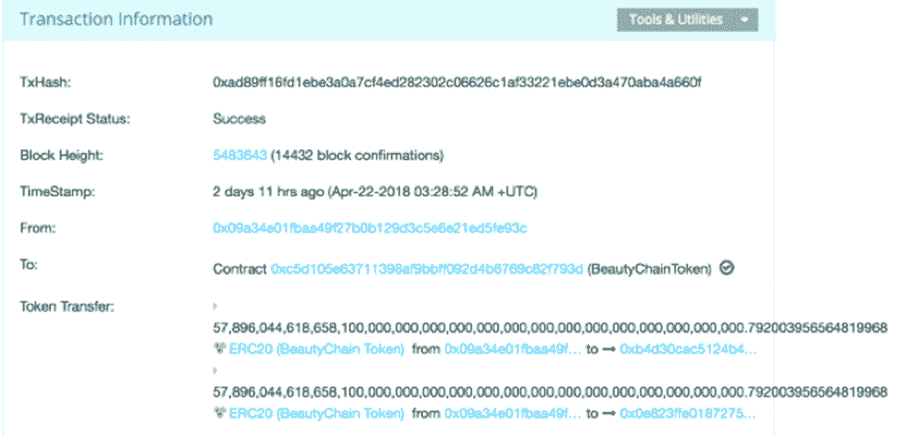 Transaction Information
Tools & Utilities
TxHash: 0xad89ff16fd1ebe3a0a7cf4ed282302c06626c1af33221ebe0d3a470aba4a660f
TxReceipt Status: Success
Block Height: 5483643 (14432 block confirmations)
TimeStamp: 2 days 11 hrs ago (Apr-22-2018 03:28:52 AM +UTC)
From: 0x09a34e01fbaa49f27b0b129d3c5e6e21ed5fe93c
To: Contract 0xc5d105e63711398af9bbff092d4b6769c82f793d (BeautyChainToken)
Token Transfer:
57,896,044,618,658,100,000,000,000,000,000,000,000,000,000,000,000,000,000,000.792003956564819968
ERC20 (BeautyChain Token) from 0x09a34e01fbaa49f... to → 0xb4d30cac5124b4...
57,896,044,618,658,100,000,000,000,000,000,000,000,000,000,000,000,000,000,000.792003956564819968
ERC20 (BeautyChain Token) from 0x09a34e01fbaa49f... to → 0x0e823ffe0187275...